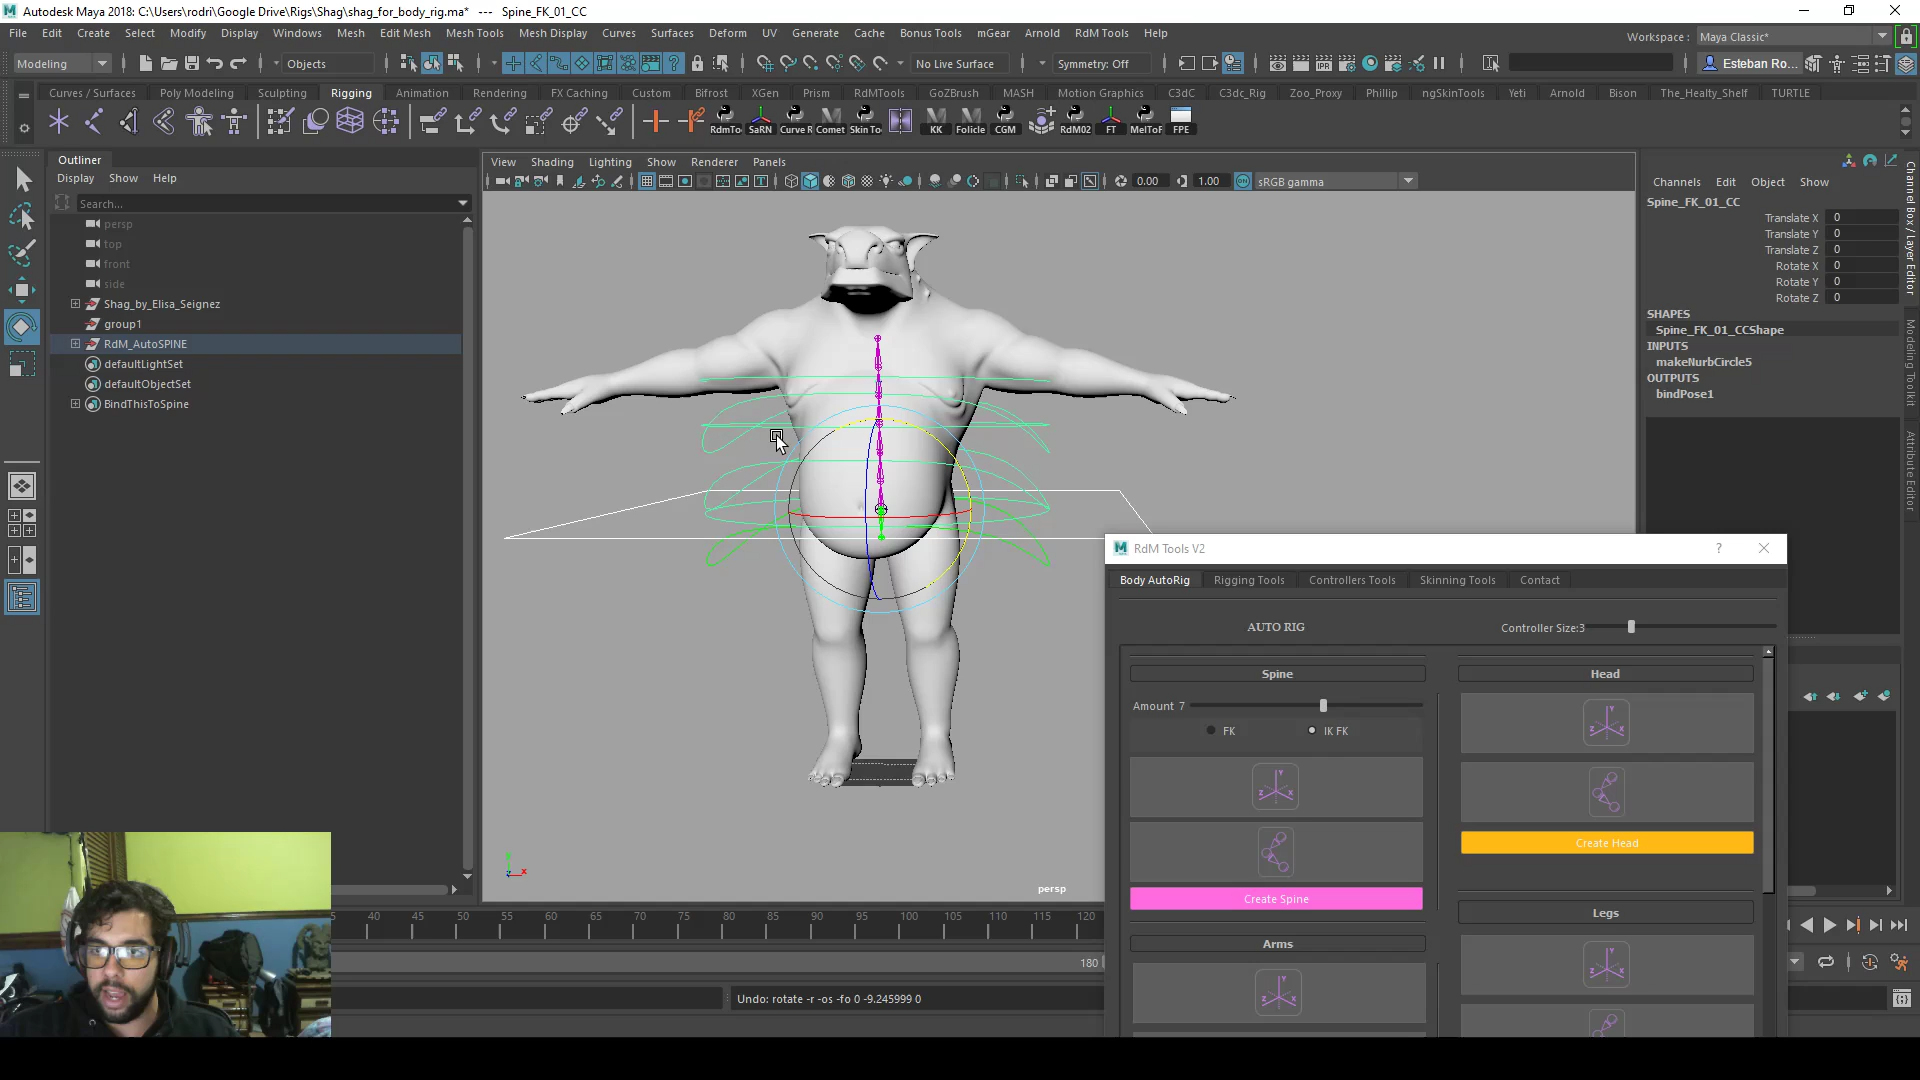 Autodesk Maya 2018: C:\Users\rodri\Google Drive\Rigs\Shag\shag_for_body_rig.ma*   ---   Spine_FK_01_CC
File Edit Create Select Modify Display Windows Mesh Edit Mesh Mesh Tools Mesh Display Curves Surfaces Deform UV Generate Cache Bonus Tools mGear Arnold RdM Tools Help
Workspace : Maya Classic*
Modeling Objects No Live Surface Symmetry: Off Esteban Ro...
Curves / Surfaces Poly Modeling Sculpting Rigging Animation Rendering FX Caching Custom Bifrost XGen Prism RdMTools GoZBrush MASH Motion Graphics C3DC C3dc_Rig Zoo_Proxy Phillip ngSkinTools Yeti Arnold Bison The_Healty_Shelf TURTLE
RdmTo SaRN Curve R Comet Skin To KK Folicle CGM RdM02 FT MelToF FPE
Outliner
Display Show Help
Search...
persp
top
front
side
Shag_by_Elisa_Seignez
group1
RdM_AutoSPINE
defaultLightSet
defaultObjectSet
BindThisToSpine
View Shading Lighting Show Renderer Panels
0.00 1.00 ON sRGB gamma
persp
Y
x
Channels Edit Object Show
Spine_FK_01_CC
Translate X 0
Translate Y 0
Translate Z 0
Rotate X 0
Rotate Y 0
Rotate Z 0
SHAPES
Spine_FK_01_CCShape
INPUTS
makeNurbCircle5
OUTPUTS
bindPose1
Channel Box / Layer Editor
Modeling Toolkit
Attribute Editor
RdM Tools V2
?
Body AutoRig Rigging Tools Controllers Tools Skinning Tools Contact
AUTO RIG
Controller Size:3
Spine
Amount 7
FK IK FK
Create Spine
Arms
Head
Create Head
Legs
40 45 50 55 60 65 70 75 80 85 90 95 100 105 110 115 120
180
Undo: rotate -r -os -fo 0 -9.245999 0